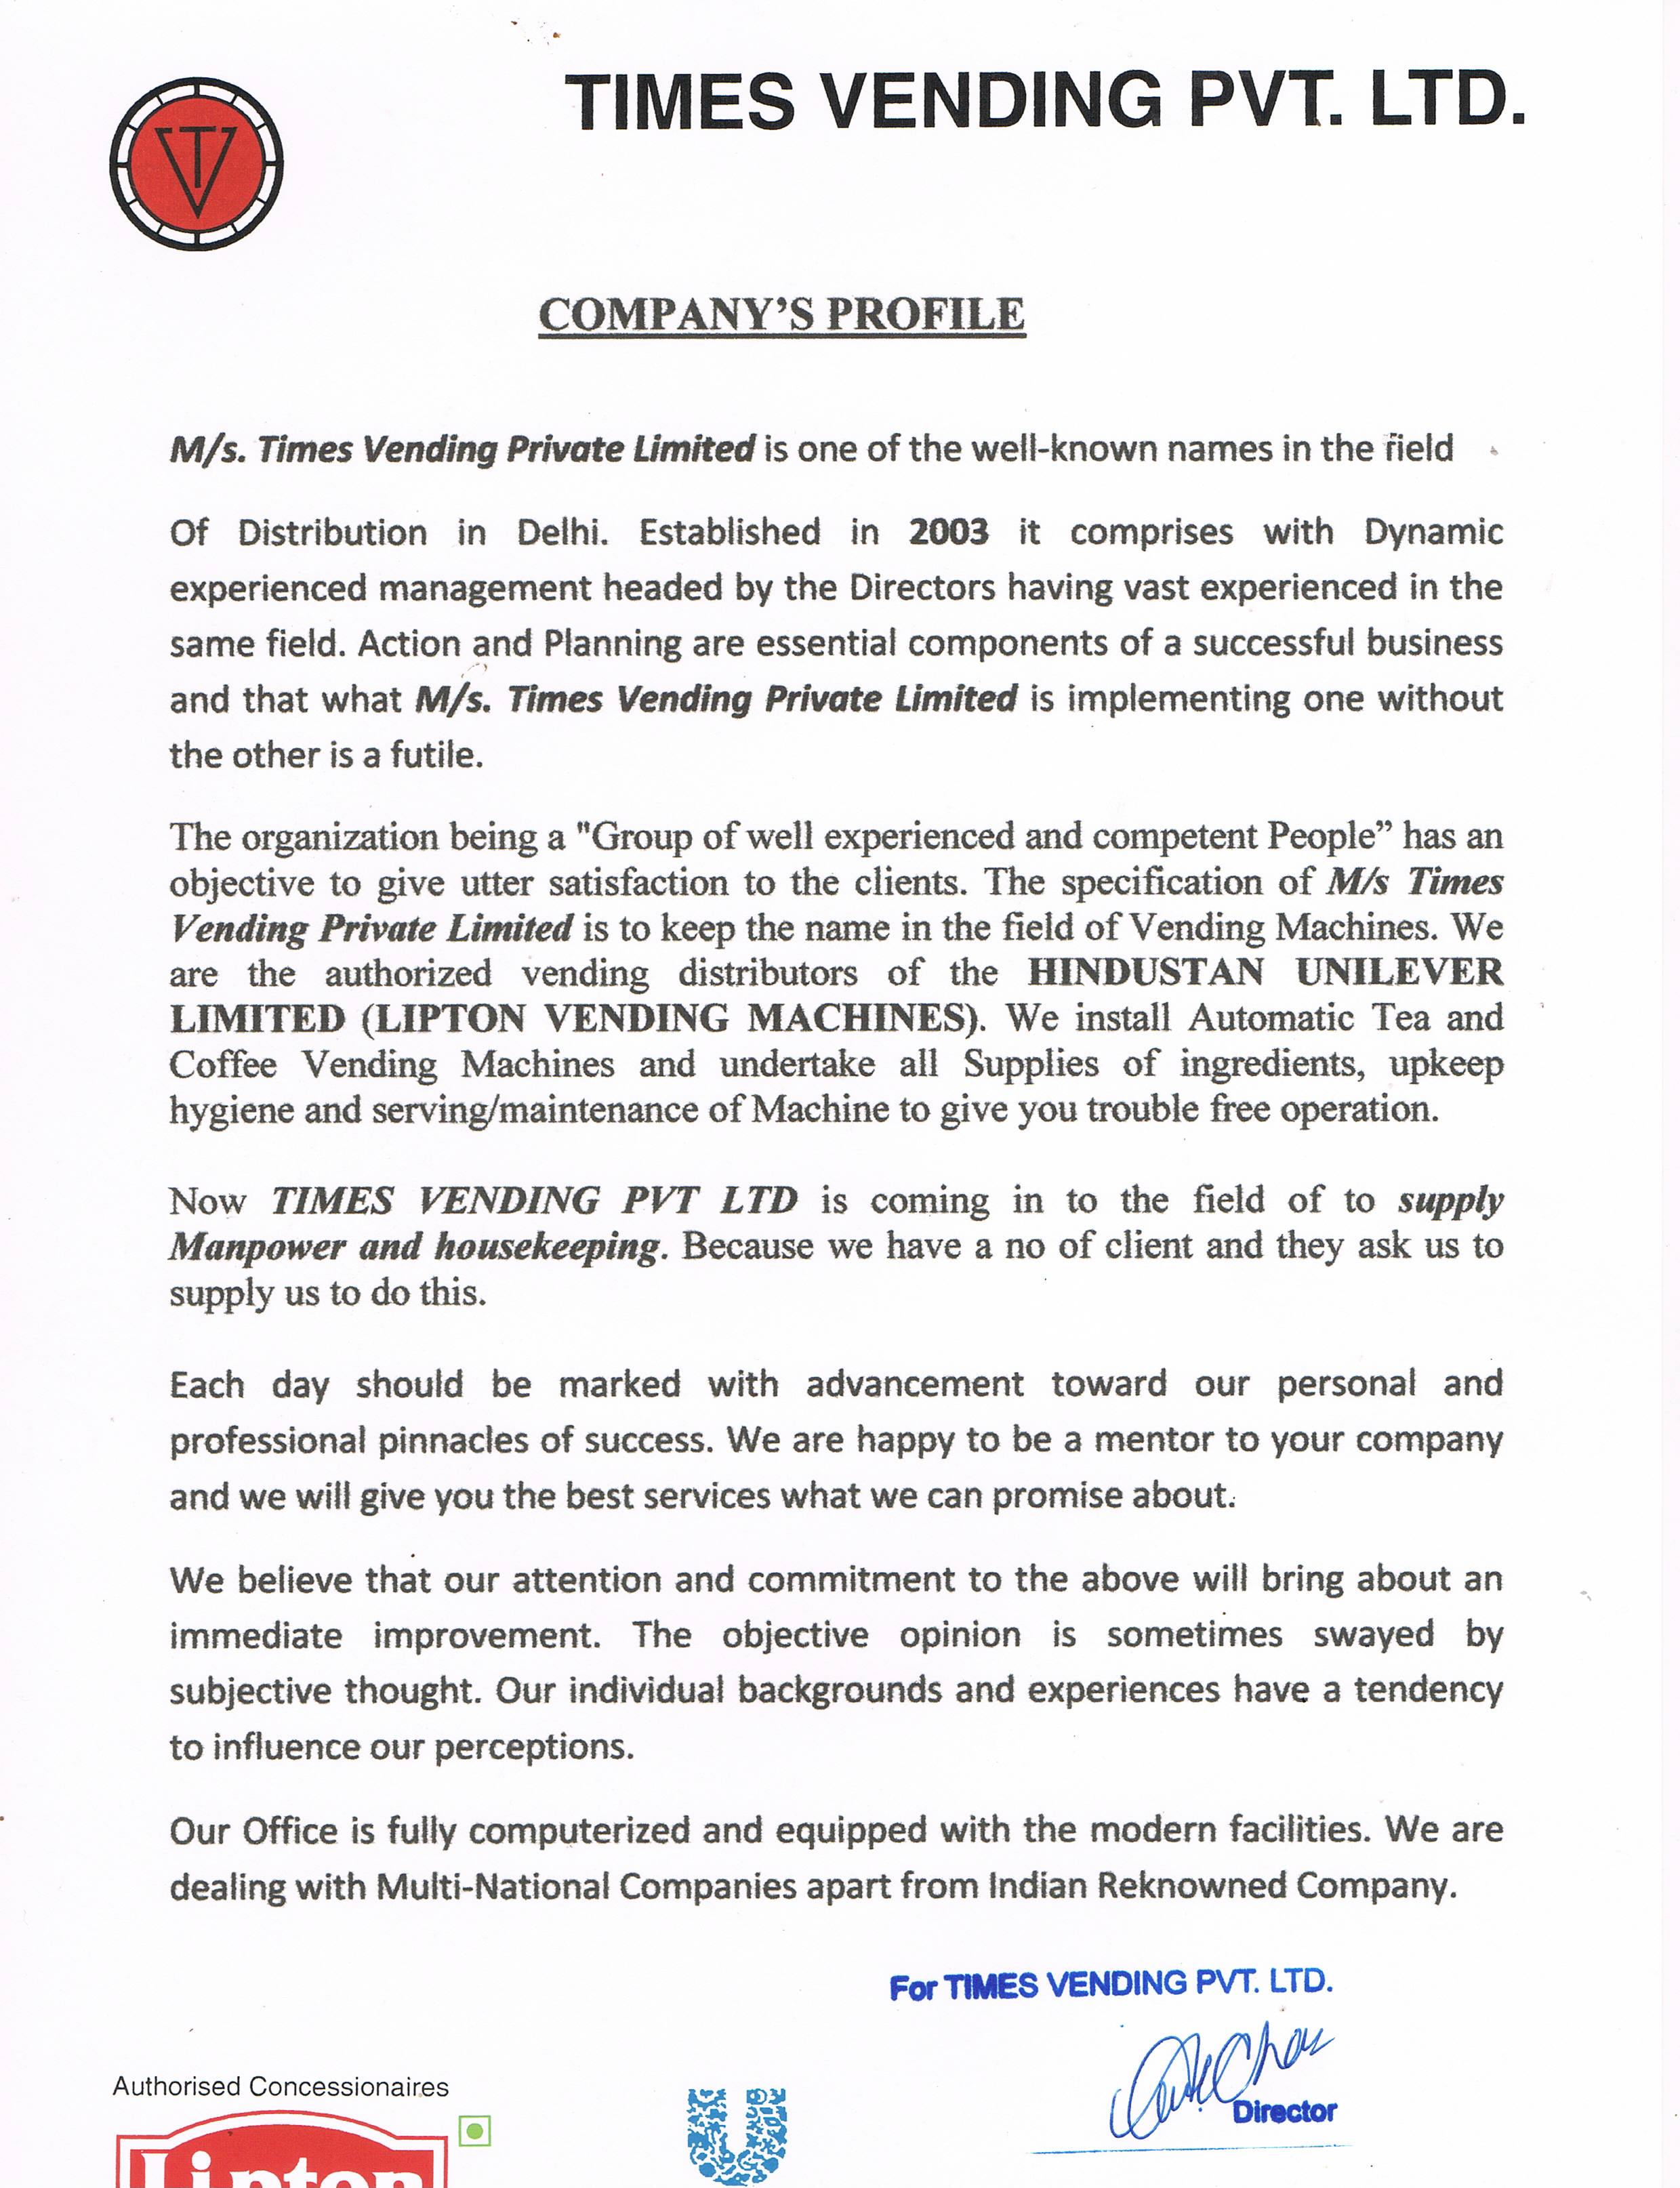 TIMES VENDING PVT. LTD.
TV
COMPANY’S PROFILE
M/s. Times Vending Private Limited is one of the well-known names in the field
Of Distribution in Delhi. Established in 2003 it comprises with Dynamic
experienced management headed by the Directors having vast experienced in the
same field. Action and Planning are essential components of a successful business
and that what M/s. Times Vending Private Limited is implementing one without
the other is a futile.
The organization being a "Group of well experienced and competent People” has an
objective to give utter satisfaction to the clients. The specification of M/s Times
Vending Private Limited is to keep the name in the field of Vending Machines. We
are the authorized vending distributors of the HINDUSTAN UNILEVER
LIMITED (LIPTON VENDING MACHINES). We install Automatic Tea and
Coffee Vending Machines and undertake all Supplies of ingredients, upkeep
hygiene and serving/maintenance of Machine to give you trouble free operation.
Now TIMES VENDING PVT LTD is coming in to the field of to supply
Manpower and housekeeping. Because we have a no of client and they ask us to
supply us to do this.
Each day should be marked with advancement toward our personal and
professional pinnacles of success. We are happy to be a mentor to your company
and we will give you the best services what we can promise about.
We believe that our attention and commitment to the above will bring about an
immediate improvement. The objective opinion is sometimes swayed by
subjective thought. Our individual backgrounds and experiences have a tendency
to influence our perceptions.
Our Office is fully computerized and equipped with the modern facilities. We are
dealing with Multi-National Companies apart from Indian Reknowned Company.
For TIMES VENDING PVT. LTD.
Director
Authorised Concessionaires
Lipton